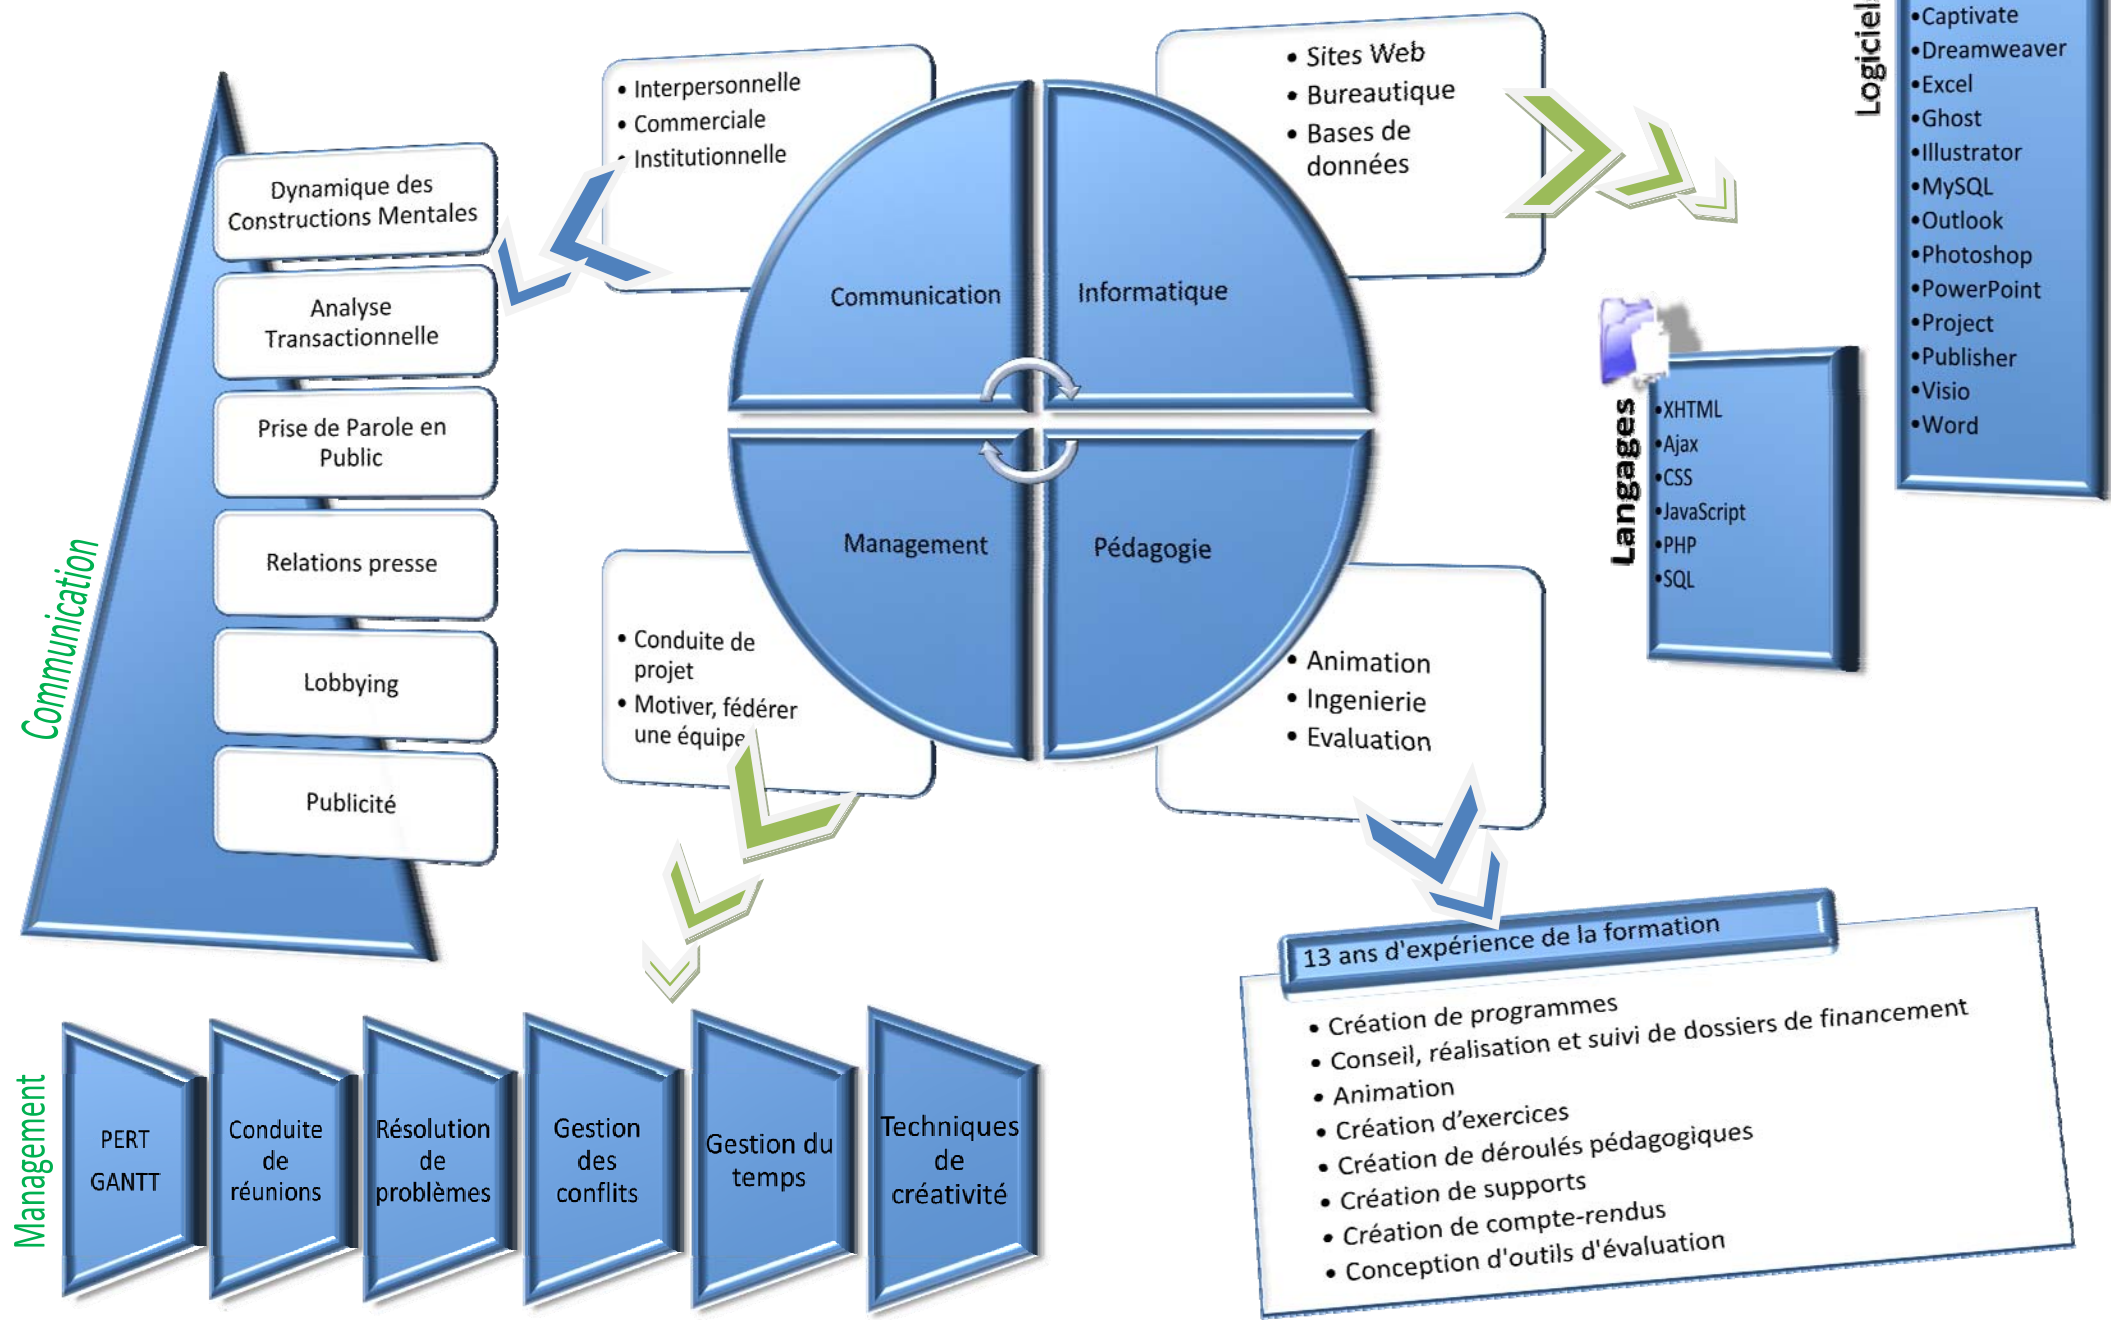 Interpersonnelle
Commerciale
Institutionnelle
Sites Web
Bureautique
Bases de
données
Communication
Informatique
Management
Pédagogie
Conduite de
projet
Motiver, fédérer
une équipe
Animation
Ingenierie
Evaluation
Communication
Dynamique des
Constructions Mentales
Analyse
Transactionnelle
Prise de Parole en
Public
Relations presse
Lobbying
Publicité
Captivate
Dreamweaver
Excel
Ghost
Illustrator
MySQL
Outlook
Photoshop
PowerPoint
Project
Publisher
Visio
Word
Langages
XHTML
Ajax
CSS
JavaScript
PHP
SQL
Management
PERT
GANTT
Conduite
de
réunions
Résolution
de
problèmes
Gestion
des
conflits
Gestion du
temps
Techniques
de
créativité
13 ans d'expérience de la formation
Création de programmes
Conseil, réalisation et suivi de dossiers de financement
Animation
Création d’exercices
Création de déroulés pédagogiques
Création de supports
Création de compte-rendus
Conception d'outils d'évaluation